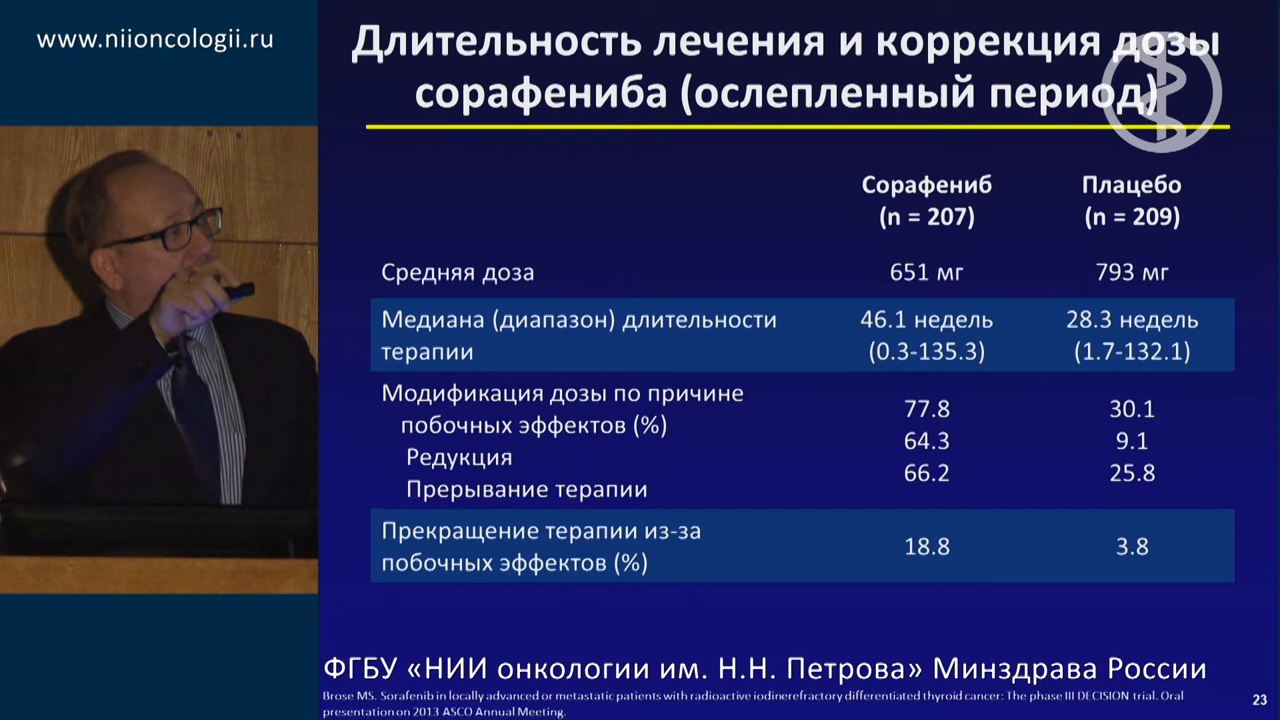 www.niioncologii.ru
Длительность лечения и коррекция дозы
сорафениба (ослепленный период)
Сорафениб Плацебо
(n = 207) (n = 209)
Средняя доза 651 мг 793 мг
Медиана (диапазон) длительности 46.1 недель 28.3 недель
терапии (0.3-135.3) (1.7-132.1)
Модификация дозы по причине
побочных эффектов (%) 77.8 30.1
Редукция 64.3 9.1
Прерывание терапии 66.2 25.8
Прекращение терапии из-за
побочных эффектов (%) 18.8 3.8
ФГБУ «НИИ онкологии им. Н.Н. Петрова» Минздрава России
Brose MS. Sorafenib in locally advanced or metastatic patients with radioactive iodinerefractory differentiated thyroid cancer: The phase III DECISION trial. Oral
presentation on 2013 ASCO Annual Meeting.
23